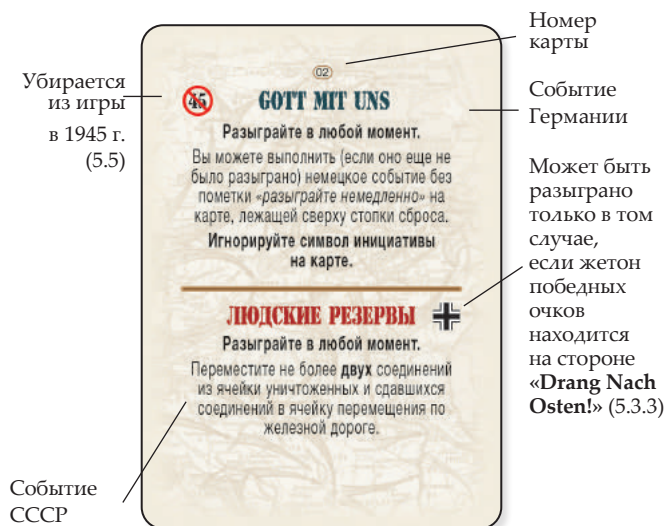 Номер
карты
Убирается
из игры
в 1945 г.
(5.5)
02
45
GOTT MIT UNS
Разыграйте в любой момент.
Вы можете выполнить (если оно еще не
было разыграно) немецкое событие без
пометки «разыграйте немедленно» на
карте, лежащей сверху стопки сброса.
Игнорируйте символ инициативы
на карте.
Событие
Германии
ЛЮДСКИЕ РЕЗЕРВЫ
Разыграйте в любой момент.
Переместите не более двух соединений
из ячейки уничтоженных и сдавшихся
соединений в ячейку перемещения по
железной дороге.
Может быть
разыграно
только в том
случае,
если жетон
победных
очков
находится
на стороне
«Drang Nach
Osten!» (5.3.3)
Событие
СССР